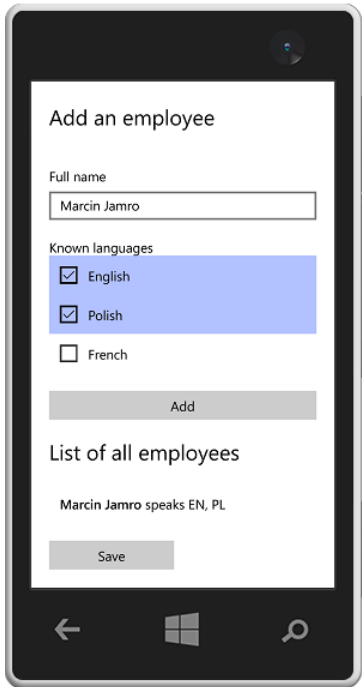 Add an employee
Full name
Marcin Jamro
Known languages
English
Polish
French
Add
List of all employees
Marcin Jamro speaks EN, PL
Save